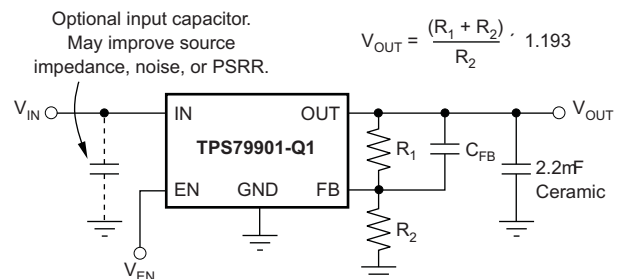 Optional input capacitor.
May improve source
impedance, noise, or PSRR.
V_OUT = (R_1 + R_2) / R_2 · 1.193
V_IN
IN
OUT
V_OUT
TPS79901-Q1
R_1
C_FB
2.2mF
Ceramic
EN
GND
FB
R_2
V_EN